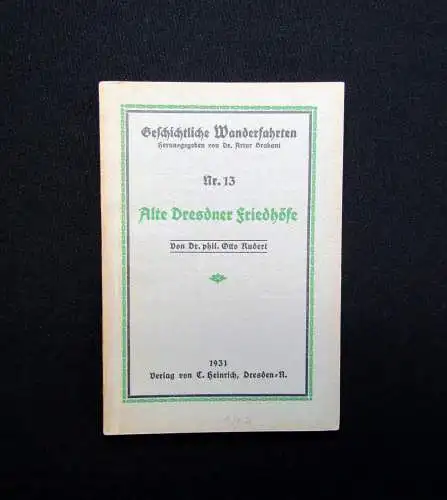 Geschichtliche Wanderfahrten
Herausgegeben von Dr. Artur Brabant
Nr. 13
Alte Dresdner Friedhöfe
Von Dr. phil. Otto Rudert
1931
Verlag von C. Heinrich, Dresden-N.